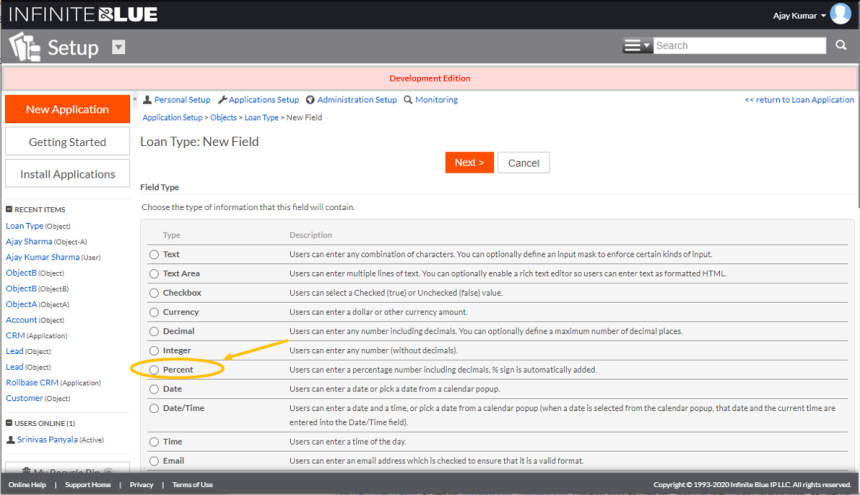 INFINITE BLUE
Ajay Kumar
Setup
Search
Development Edition
New Application
Getting Started
Install Applications
RECENT ITEMS
Loan Type (Object)
Ajay Sharma (Object-A)
Ajay Kumar Sharma (User)
ObjectB (Object)
ObjectB (ObjectB)
ObjectA (ObjectA)
Account (Object)
CRM (Application)
Lead (Object)
Lead (Object)
Rollbase CRM (Application)
Customer (Object)
USERS ONLINE (1)
Srinivas Panyala (Active)
My Recycle Bin
Personal Setup Applications Setup Administration Setup Monitoring
<< return to Loan Application
Application Setup > Objects > Loan Type > New Field
Loan Type: New Field
Next > Cancel
Field Type
Choose the type of information that this field will contain.
Type Description
Text Users can enter any combination of characters. You can optionally define an input mask to enforce certain kinds of input.
Text Area Users can enter multiple lines of text. You can optionally enable a rich text editor so users can enter text as formatted HTML.
Checkbox Users can select a Checked (true) or Unchecked (false) value.
Currency Users can enter a dollar or other currency amount.
Decimal Users can enter any number including decimals. You can optionally define a maximum number of decimal places.
Integer Users can enter any number (without decimals).
Percent Users can enter a percentage number including decimals, % sign is automatically added.
Date Users can enter a date or pick a date from a calendar popup.
Date/Time Users can enter a date and a time, or pick a date from a calendar popup (when a date is selected from the calendar popup, that date and the current time are
entered into the Date/Time field).
Time Users can enter a time of the day.
Email Users can enter an email address which is checked to ensure that it is a valid format.
Online Help | Support Home | Privacy | Terms of Use
Copyright © 1993-2020 Infinite Blue IP LLC. All rights reserved.